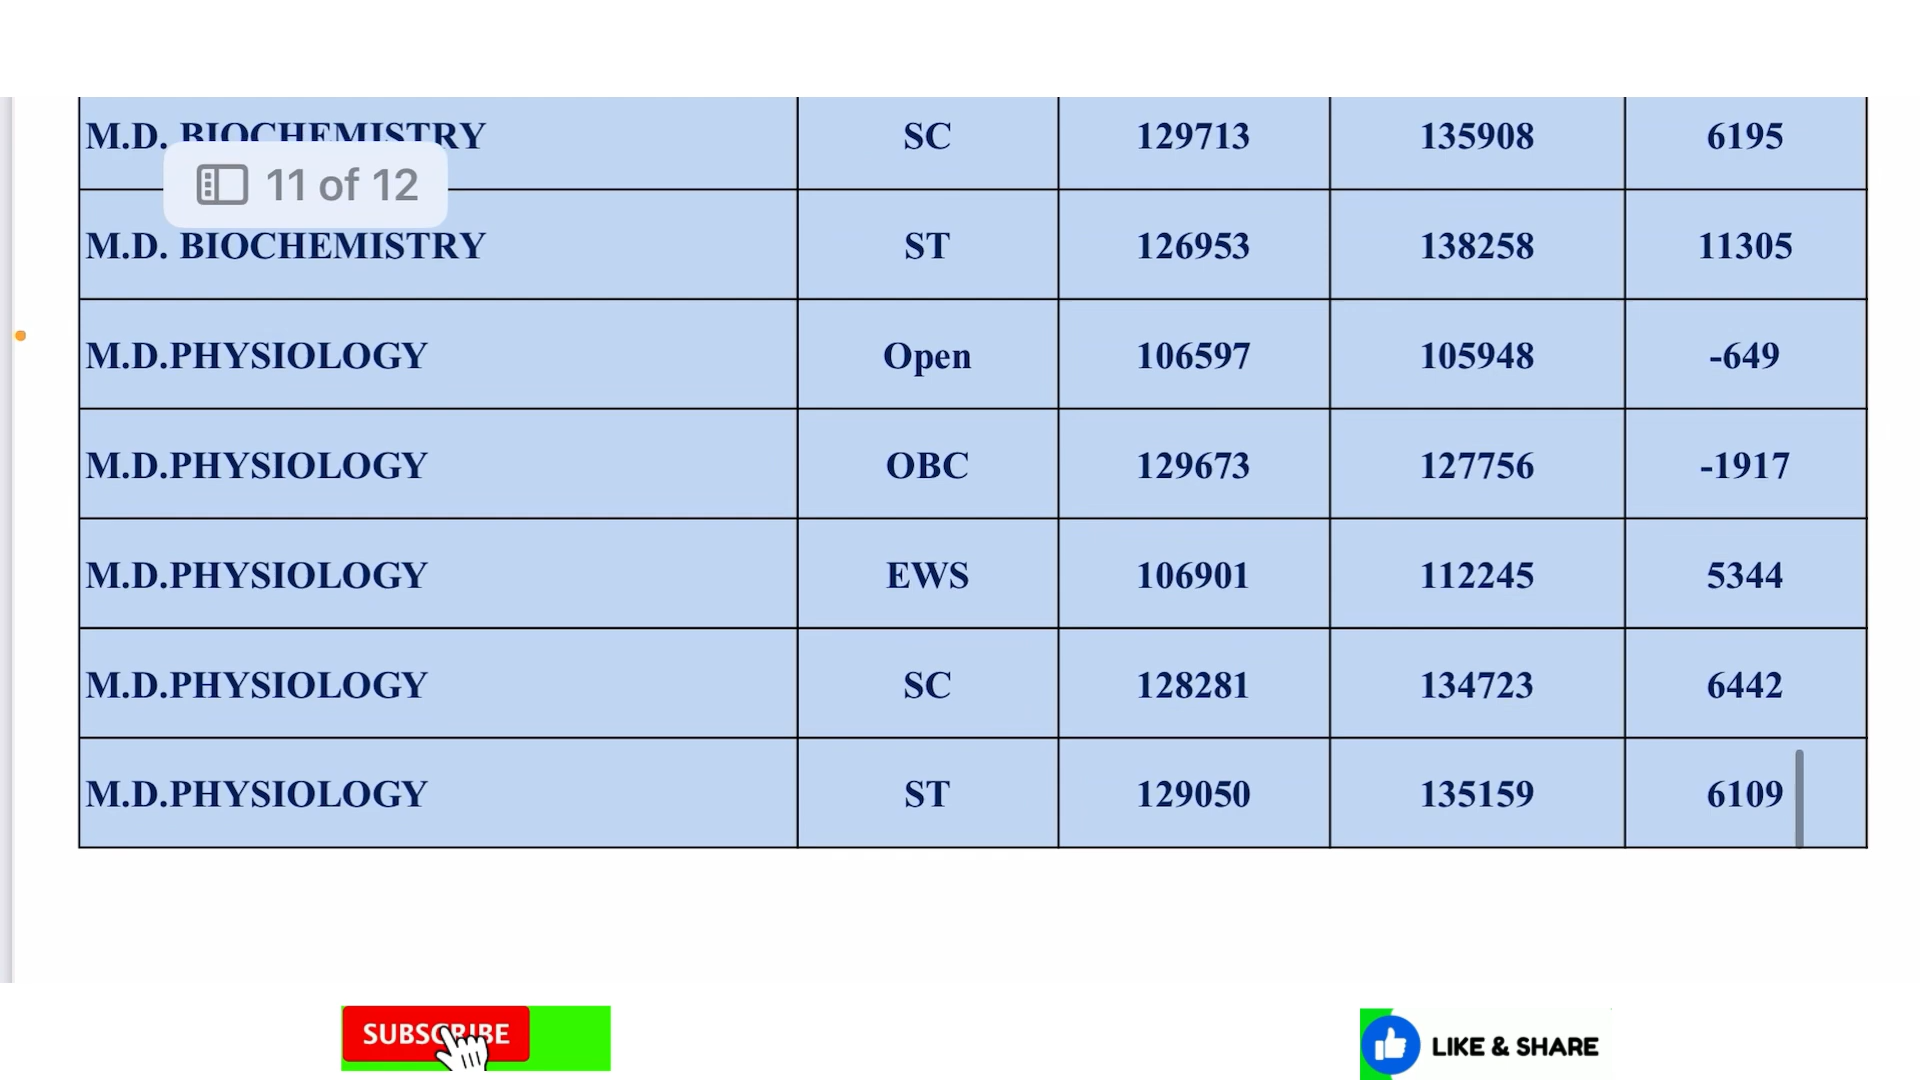 M.D. BIOCHEMISTRY SC 129713 135908 6195
11 of 12
M.D. BIOCHEMISTRY ST 126953 138258 11305
M.D.PHYSIOLOGY Open 106597 105948 -649
M.D.PHYSIOLOGY OBC 129673 127756 -1917
M.D.PHYSIOLOGY EWS 106901 112245 5344
M.D.PHYSIOLOGY SC 128281 134723 6442
M.D.PHYSIOLOGY ST 129050 135159 6109
SUBSCRIBE
LIKE & SHARE